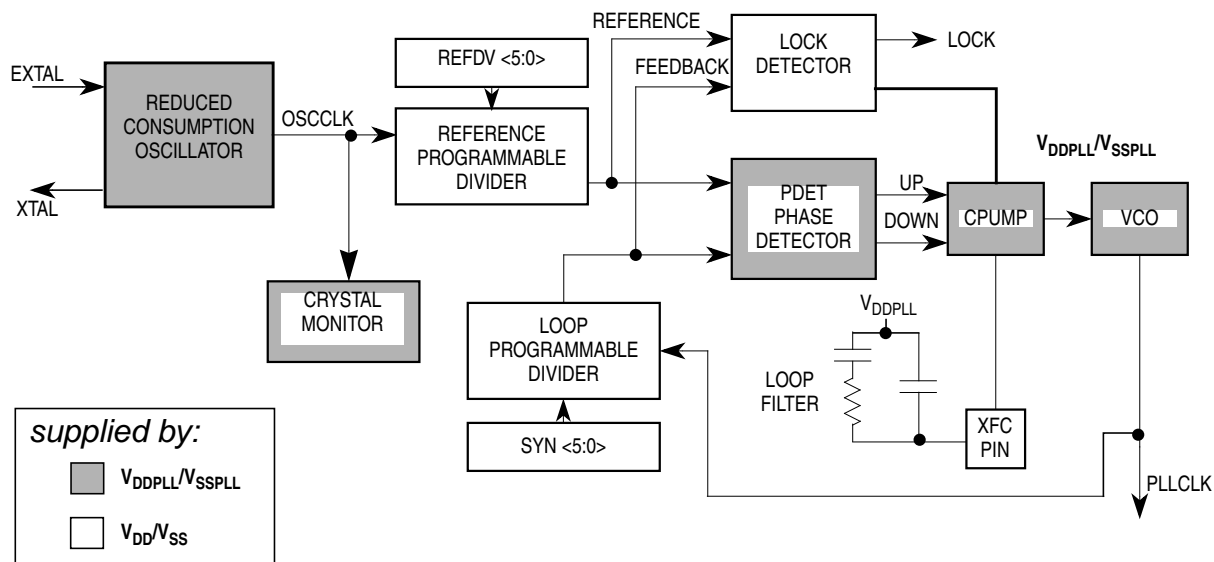 REFERENCE
LOCK
DETECTOR
LOCK
REFDV <5:0>
FEEDBACK
EXTAL
REDUCED
CONSUMPTION
OSCILLATOR
OSCCLK
REFERENCE
PROGRAMMABLE
DIVIDER
XTAL
PDET
PHASE
DETECTOR
UP
DOWN
CPUMP
VDDPLL/VSSPLL
VCO
CRYSTAL
MONITOR
LOOP
PROGRAMMABLE
DIVIDER
SYN <5:0>
VDDPLL
LOOP
FILTER
XFC
PIN
PLLCLK
supplied by:
VDDPLL/VSSPLL
VDD/VSS